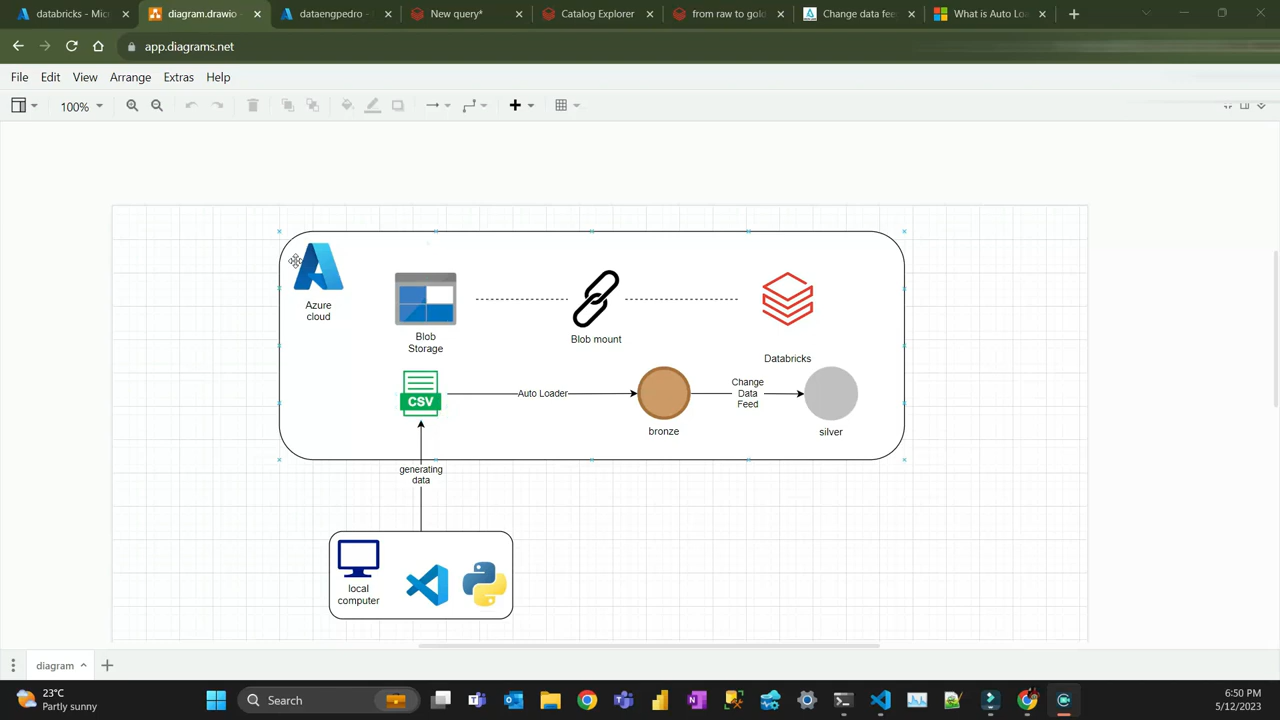 databricks - Micr
diagram.drawio
dataengpedro -
New query*
Catalog Explorer
from raw to gold
Change data fee
What is Auto Loa
app.diagrams.net
File Edit View Arrange Extras Help
100%
Azure
cloud
Blob
Storage
Blob mount
Databricks
CSV
Auto Loader
bronze
Change
Data
Feed
silver
generating
data
local
computer
diagram
23°C
Partly sunny
Search
6:50 PM
5/12/2023